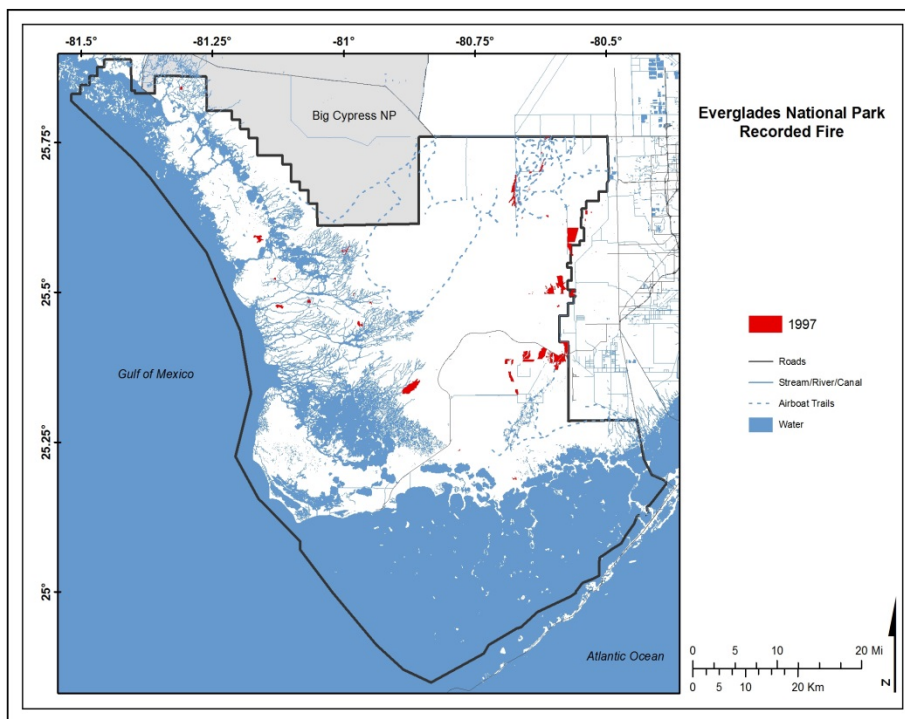 -81.5°
-81.25°
-81°
-80.75°
-80.5°
Big Cypress NP
Everglades National Park
Recorded Fire
25.75°
25.5°
1997
Roads
Gulf of Mexico
Stream/River/Canal
Airboat Trails
Water
25.25°
25°
0 5 10 20 Mi
Atlantic Ocean
0 5 10 20 Km
N